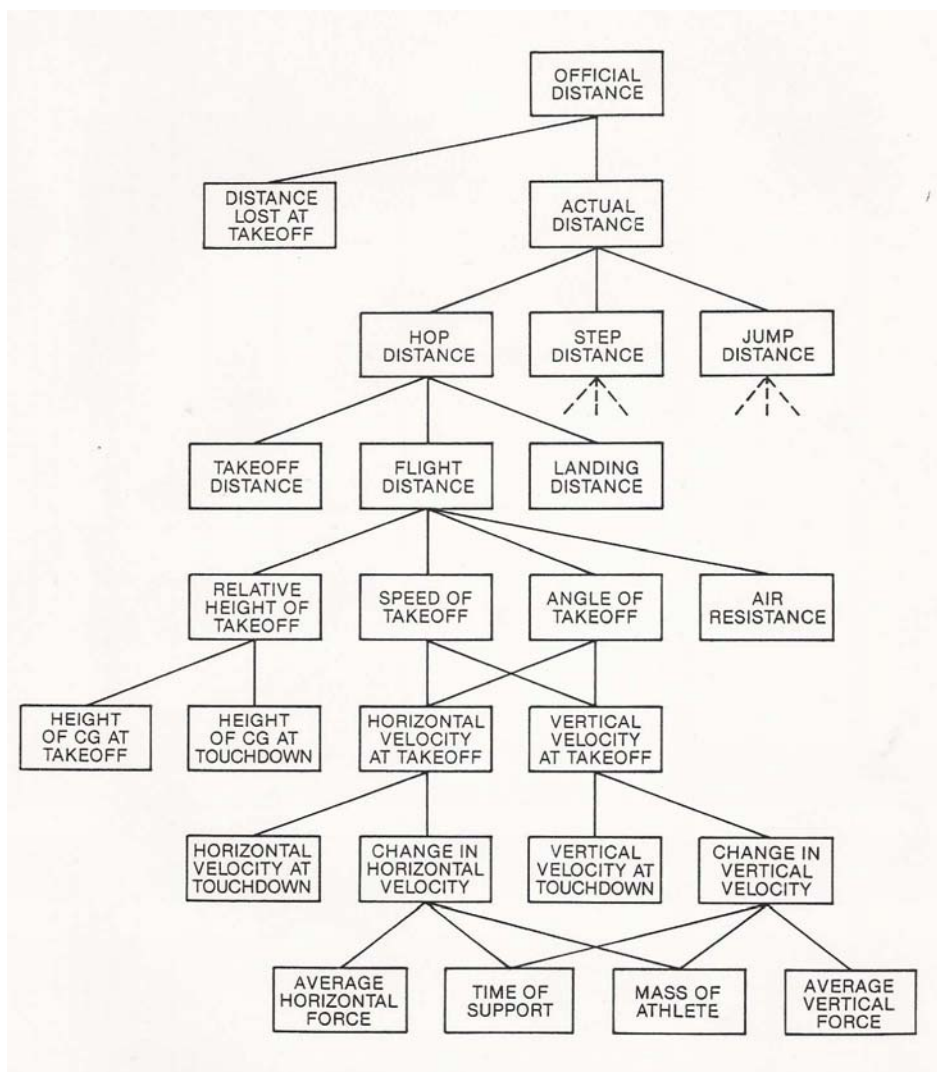 OFFICIAL
DISTANCE
DISTANCE
LOST AT
TAKEOFF
ACTUAL
DISTANCE
HOP
DISTANCE
STEP
DISTANCE
JUMP
DISTANCE
TAKEOFF
DISTANCE
FLIGHT
DISTANCE
LANDING
DISTANCE
RELATIVE
HEIGHT OF
TAKEOFF
SPEED OF
TAKEOFF
ANGLE OF
TAKEOFF
AIR
RESISTANCE
HEIGHT
OF CG AT
TAKEOFF
HEIGHT
OF CG AT
TOUCHDOWN
HORIZONTAL
VELOCITY
AT TAKEOFF
VERTICAL
VELOCITY
AT TAKEOFF
HORIZONTAL
VELOCITY AT
TOUCHDOWN
CHANGE IN
HORIZONTAL
VELOCITY
VERTICAL
VELOCITY AT
TOUCHDOWN
CHANGE IN
VERTICAL
VELOCITY
AVERAGE
HORIZONTAL
FORCE
TIME OF
SUPPORT
MASS OF
ATHLETE
AVERAGE
VERTICAL
FORCE